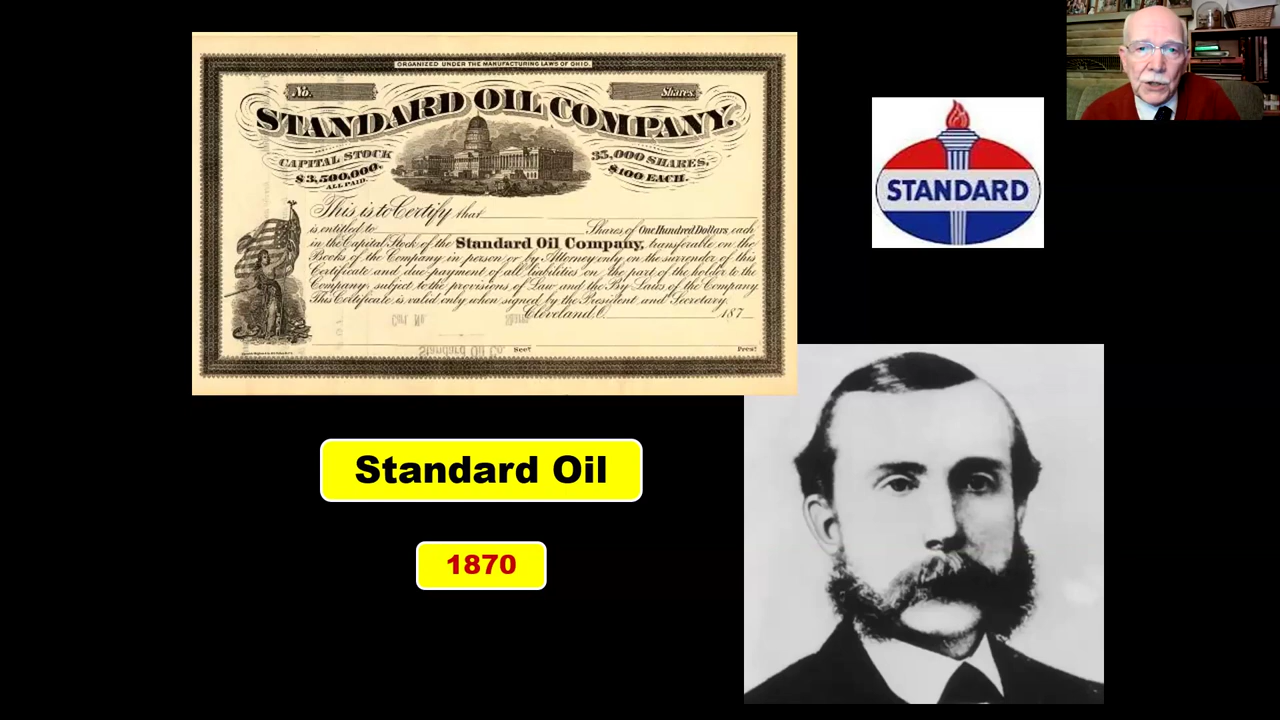 ORGANIZED UNDER THE MANUFACTURING LAWS OF OHIO.
No. Shares.
STANDARD OIL COMPANY.
CAPITAL STOCK 35,000 SHARES.
$3,500,000. $100 EACH.
ALL PAID.
This is to Certify that
is entitled to Shares of One Hundred Dollars, each
in the Capital Stock of the Standard Oil Company, transferable on the
Books of the Company in person or by Attorney only on the surrender of this
Certificate and due payment of all liabilities on the part of the holder to the
Company, subject to the provisions of Law and the By Laws of the Company
This Certificate is valid only when signed by the President and Secretary.
Cleveland, O. 187
Standard Oil Co. Secy. Prest
STANDARD
Standard Oil
1870